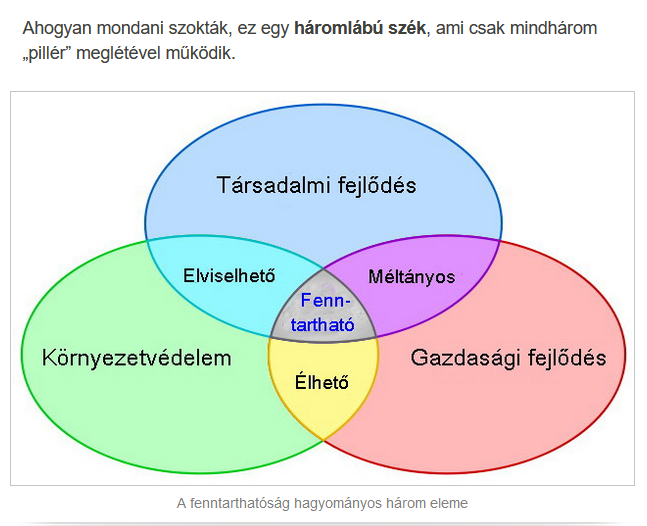 Ahogyan mondani szokták, ez egy háromlábú szék, ami csak mindhárom
„pillér” meglétével működik.
Társadalmi fejlődés
Elviselhető
Méltányos
Fenn-
tartható
Környezetvédelem
Gazdasági fejlődés
Élhető
A fenntarthatóság hagyományos három eleme